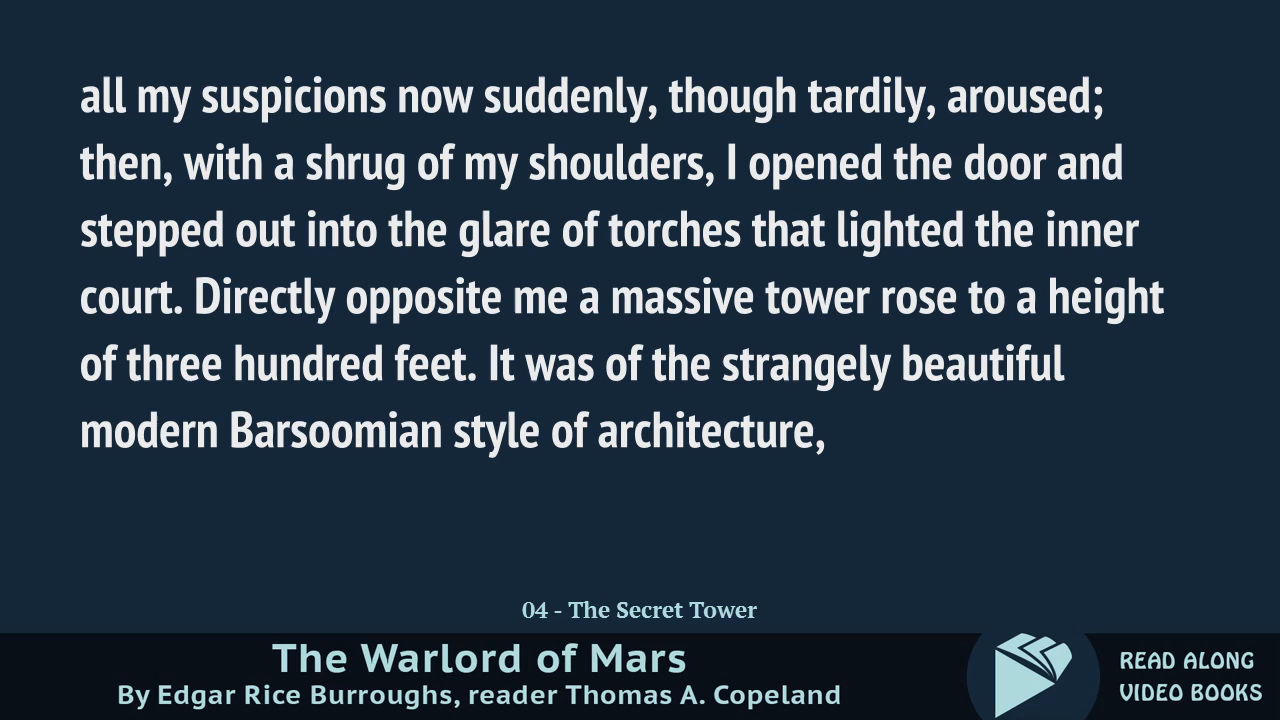 all my suspicions now suddenly, though tardily, aroused;
then, with a shrug of my shoulders, I opened the door and
stepped out into the glare of torches that lighted the inner
court. Directly opposite me a massive tower rose to a height
of three hundred feet. It was of the strangely beautiful
modern Barsoomian style of architecture,
04 - The Secret Tower
The Warlord of Mars
By Edgar Rice Burroughs, reader Thomas A. Copeland
READ ALONG
VIDEO BOOKS